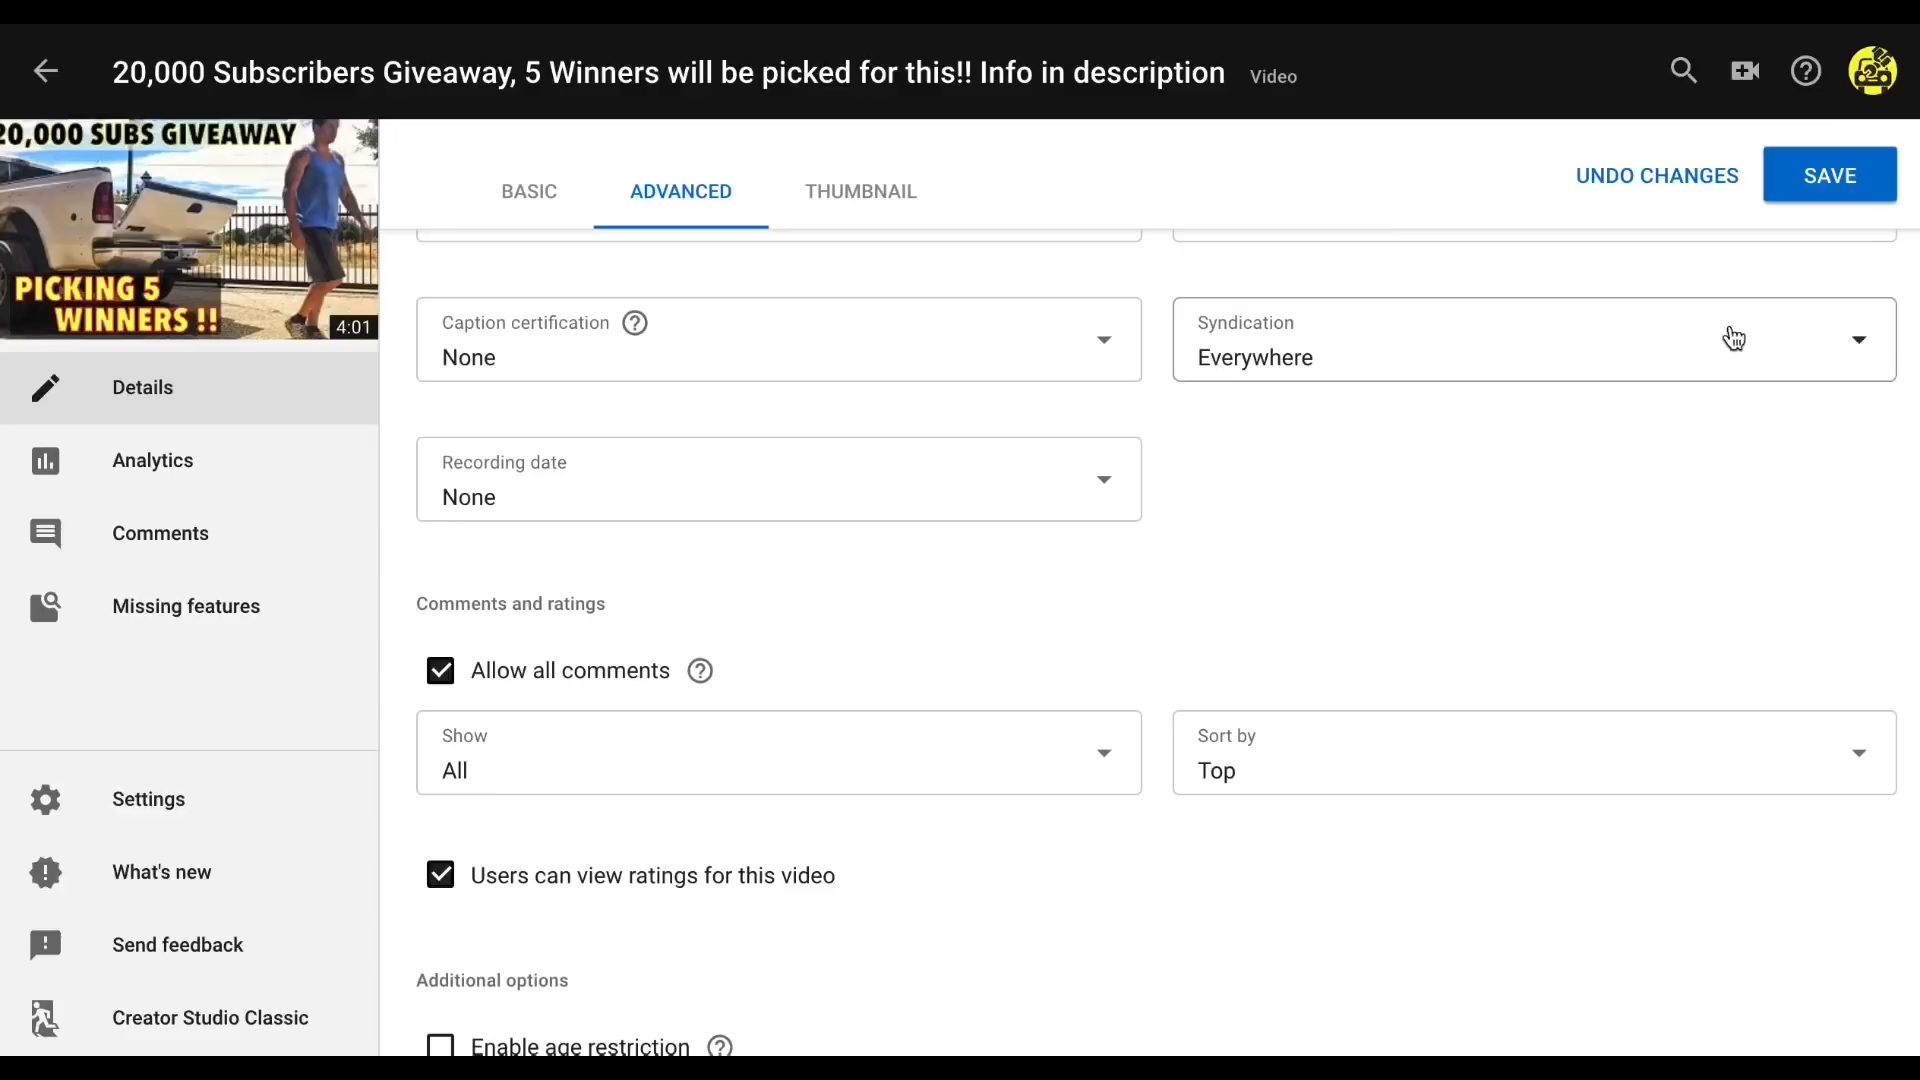 20,000 Subscribers Giveaway, 5 Winners will be picked for this!! Info in description Video
20,000 SUBS GIVEAWAY
PICKING 5
WINNERS !!
4:01
BASIC
ADVANCED
THUMBNAIL
UNDO CHANGES
SAVE
Details
Analytics
Comments
Missing features
Settings
What's new
Send feedback
Creator Studio Classic
Caption certification
None
Syndication
Everywhere
Recording date
None
Comments and ratings
Allow all comments
Show
All
Sort by
Top
Users can view ratings for this video
Additional options
Enable age restriction